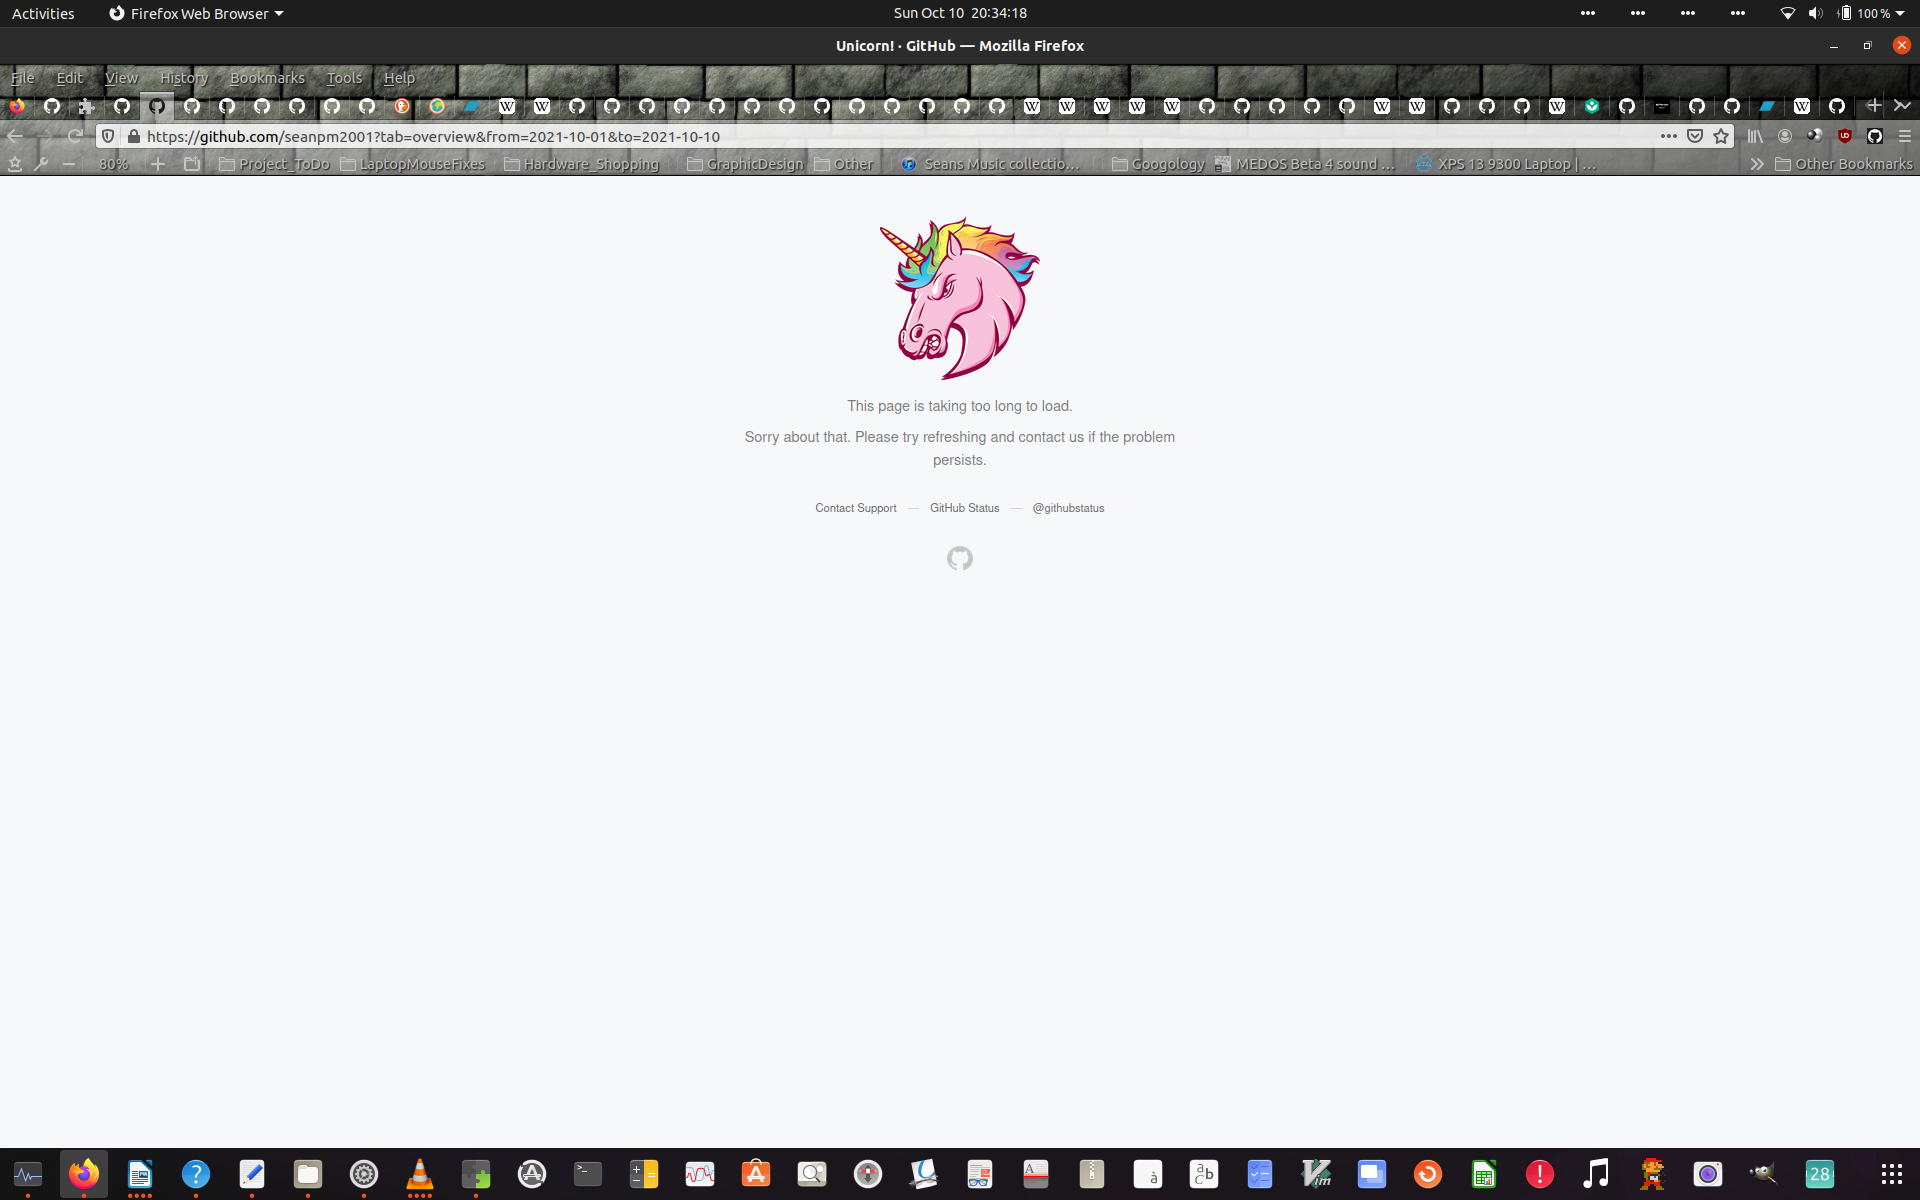 Activities
Firefox Web Browser
Sun Oct 10 20:34:18
100 %
Unicorn! · GitHub — Mozilla Firefox
File Edit View History Bookmarks Tools Help
https://github.com/seanpm2001?tab=overview&from=2021-10-01&to=2021-10-10
80%
Project_ToDo
LaptopMouseFixes
Hardware_Shopping
GraphicDesign
Other
Seans Music collectio…
Googology
MEDOS Beta 4 sound …
XPS 13 9300 Laptop | …
Other Bookmarks
This page is taking too long to load.
Sorry about that. Please try refreshing and contact us if the problem
persists.
Contact Support — GitHub Status — @githubstatus
28